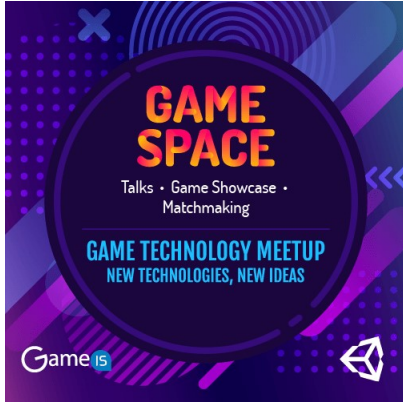 GAME
SPACE
Talks • Game Showcase •
Matchmaking
GAME TECHNOLOGY MEETUP
NEW TECHNOLOGIES, NEW IDEAS
Game IS